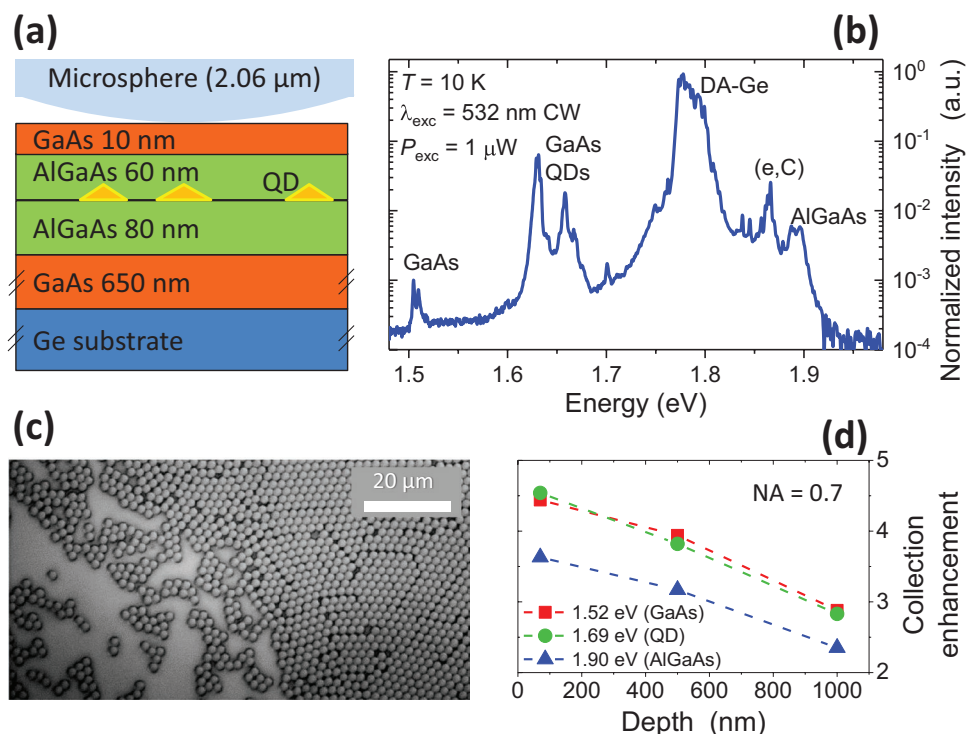 (a)
Microsphere (2.06 μm)
GaAs 10 nm
AlGaAs 60 nm
QD
AlGaAs 80 nm
GaAs 650 nm
Ge substrate
(b)
T = 10 K
λexc = 532 nm CW
Pexc = 1 μW
GaAs
GaAs
QDs
DA-Ge
(e,C)
AlGaAs
10^0
10^-1
10^-2
10^-3
10^-4
Normalized intensity (a.u.)
1.5 1.6 1.7 1.8 1.9
Energy (eV)
(c)
20 μm
(d)
NA = 0.7
1.52 eV (GaAs)
1.69 eV (QD)
1.90 eV (AlGaAs)
5
4
3
2
Collection
enhancement
0 200 400 600 800 1000
Depth (nm)